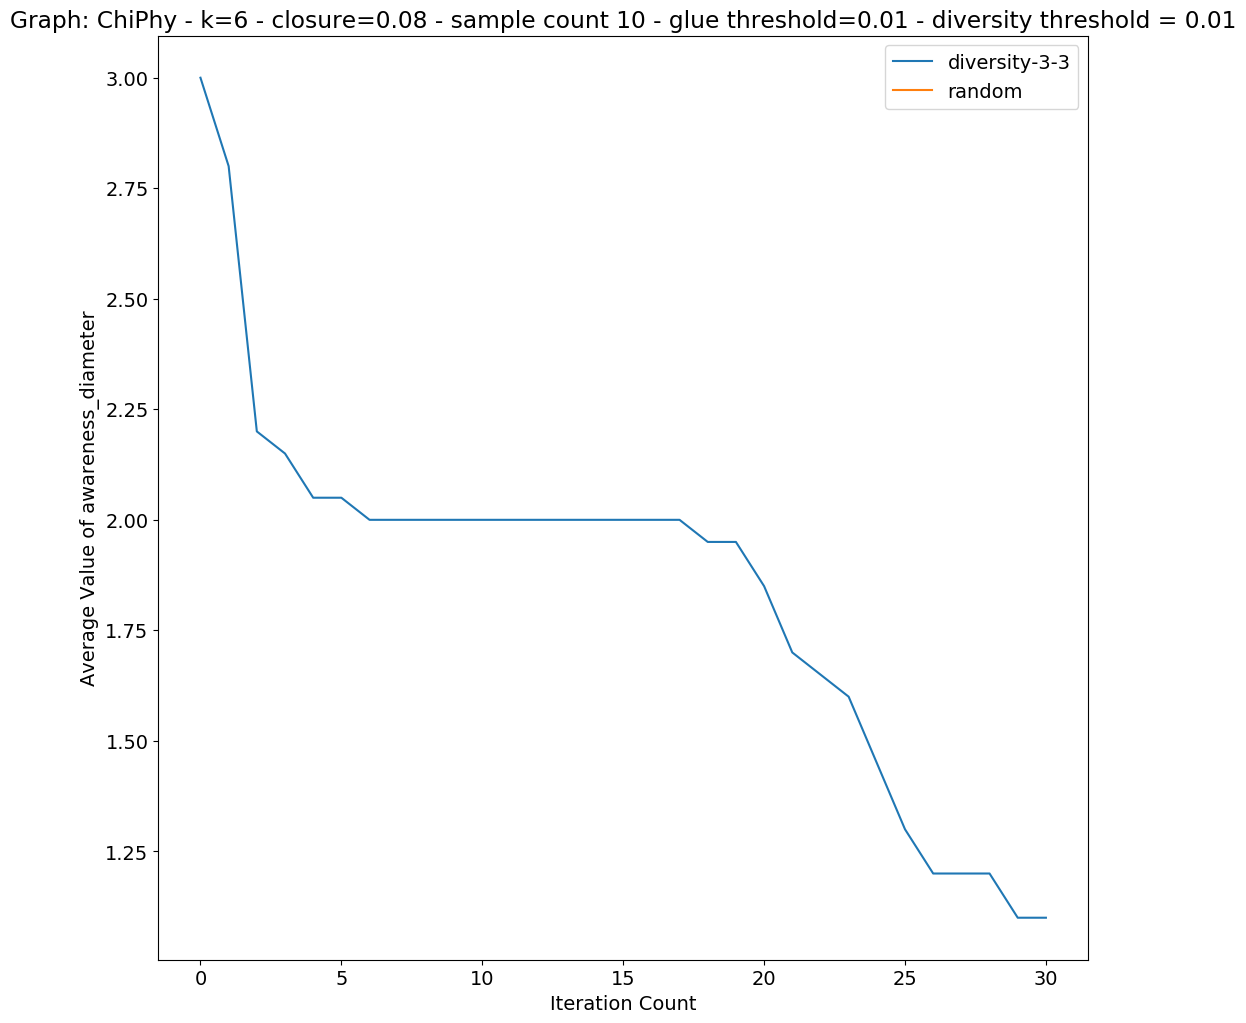 Graph: ChiPhy - k=6 - closure=0.08 - sample count 10 - glue threshold=0.01 - diversity threshold = 0.01
diversity-3-3
random
3.00
2.75
2.50
2.25
2.00
1.75
1.50
1.25
Average Value of awareness_diameter
0 5 10 15 20 25 30
Iteration Count